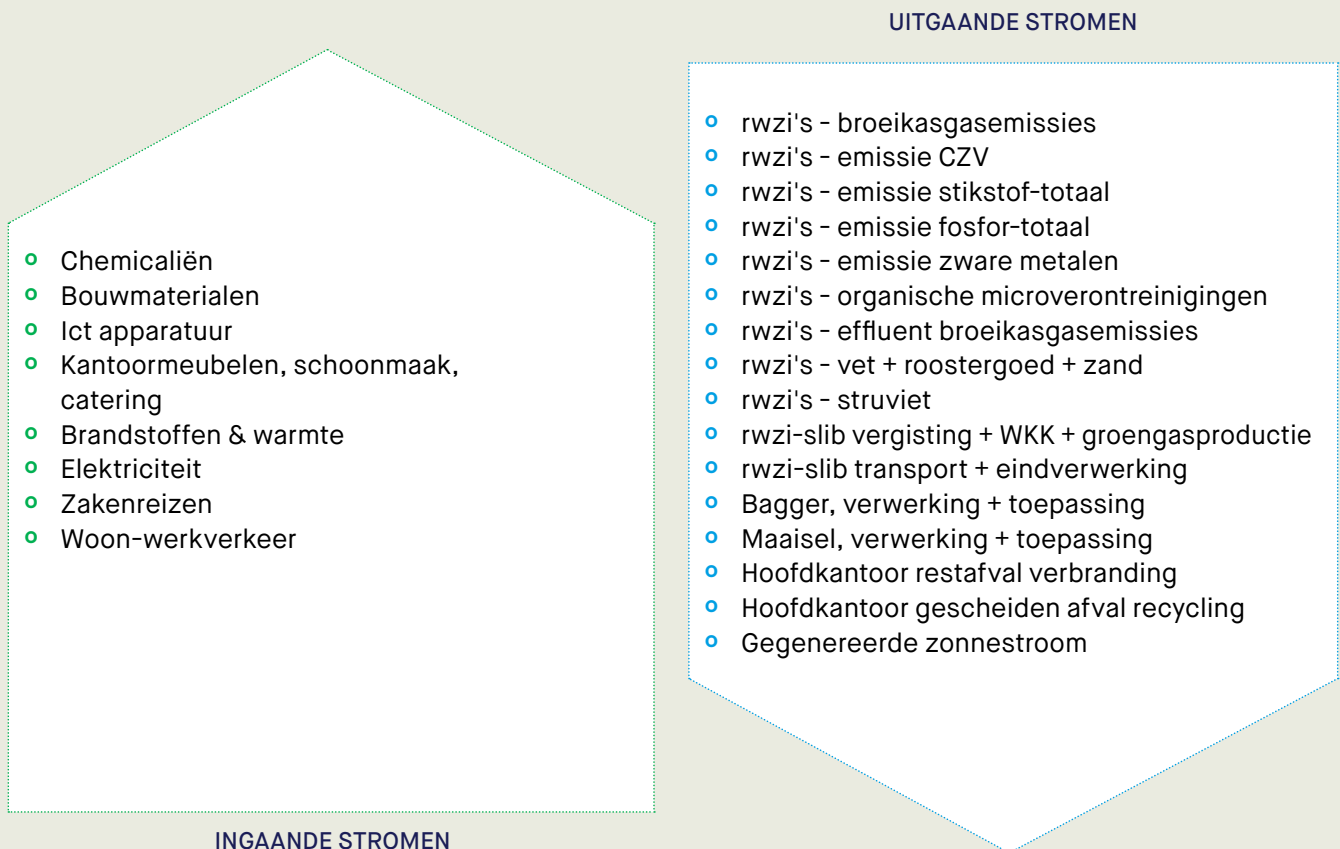 UITGAANDE STROMEN
o Chemicaliën
o Bouwmaterialen
o Ict apparatuur
o Kantoormeubelen, schoonmaak,
catering
o Brandstoffen & warmte
o Elektriciteit
o Zakenreizen
o Woon-werkverkeer
INGAANDE STROMEN
o rwzi's - broeikasgasemissies
o rwzi's - emissie CZV
o rwzi's - emissie stikstof-totaal
o rwzi's - emissie fosfor-totaal
o rwzi's - emissie zware metalen
o rwzi's - organische microverontreinigingen
o rwzi's - effluent broeikasgasemissies
o rwzi's - vet + roostergoed + zand
o rwzi's - struviet
o rwzi-slib vergisting + WKK + groengasproductie
o rwzi-slib transport + eindverwerking
o Bagger, verwerking + toepassing
o Maaisel, verwerking + toepassing
o Hoofdkantoor restafval verbranding
o Hoofdkantoor gescheiden afval recycling
o Gegenereerde zonnestroom